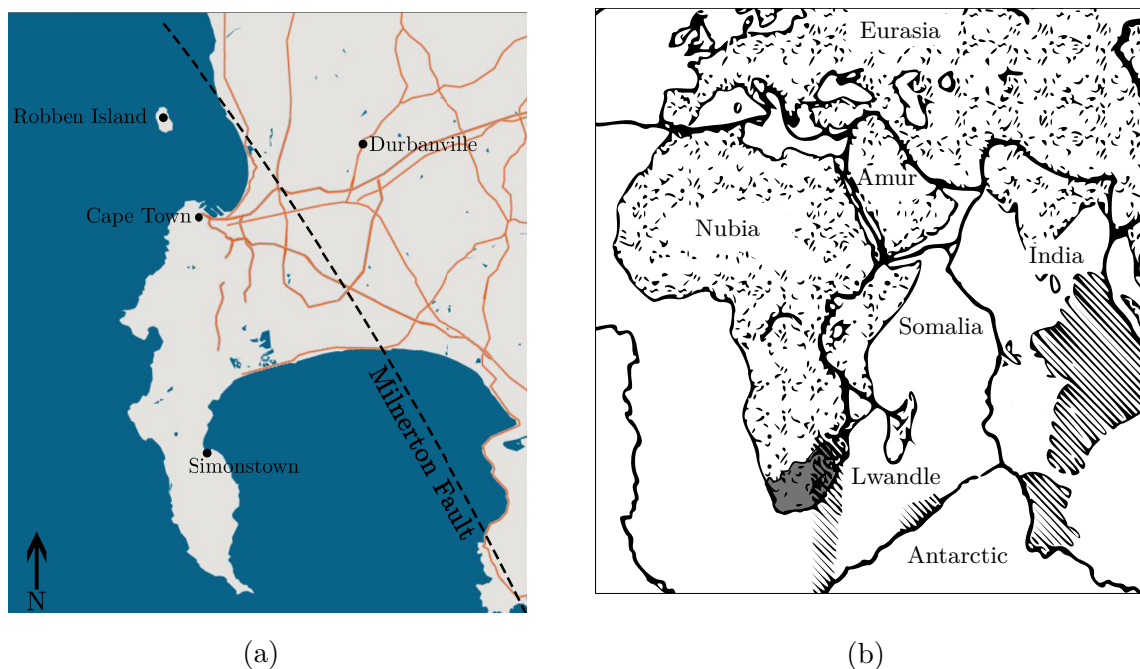 Robben Island
Durbanville
Cape Town
Milnerton Fault
Simonstown
N
(a)
Eurasia
Amur
Nubia
India
Somalia
Lwandle
Antarctic
(b)